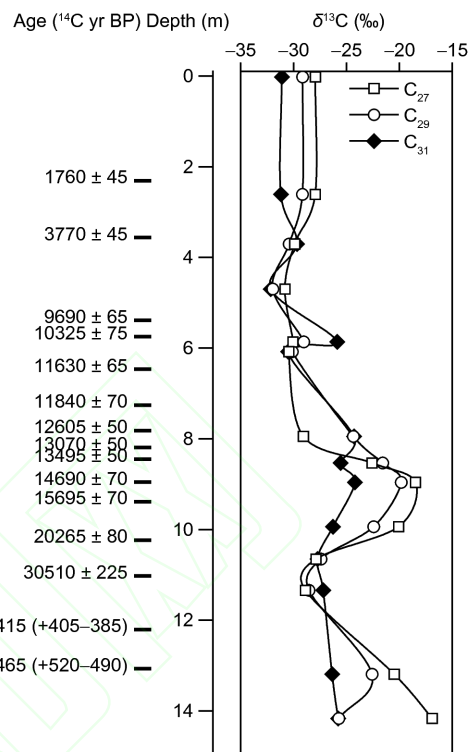 Age (¹⁴C yr BP) Depth (m) δ¹³C (‰)
−35 −30 −25 −20 −15
0
C₂₇
C₂₉
C₃₁
2
1760 ± 45
3770 ± 45
4
9690 ± 65
10325 ± 75
6
11630 ± 65
11840 ± 70
12605 ± 50
8
13070 ± 50
13495 ± 50
14690 ± 70
15695 ± 70
10
20265 ± 80
30510 ± 225
12
415 (+405−385)
465 (+520−490)
14